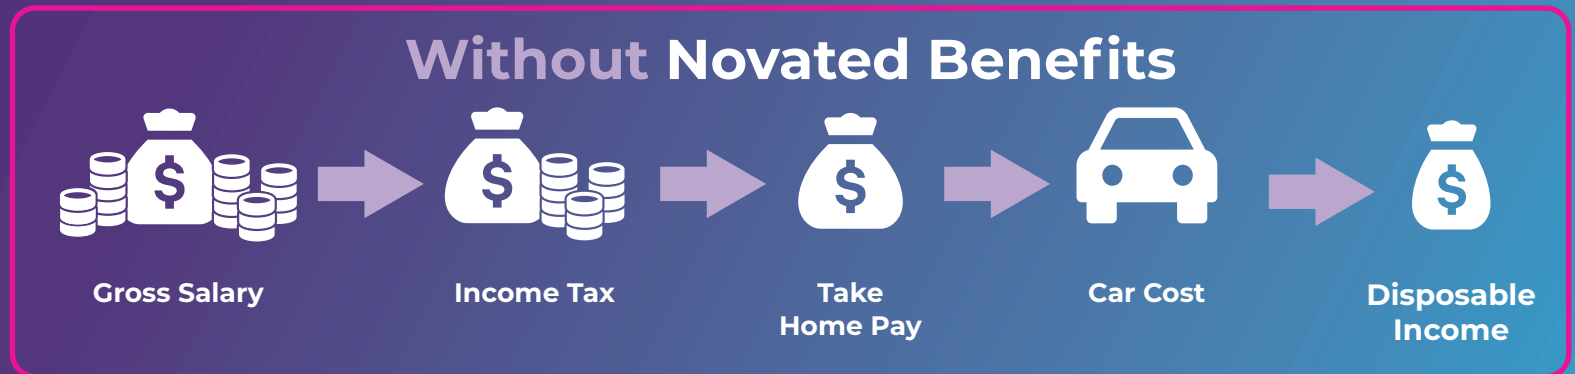 Without Novated Benefits
$ $ $ $
Gross Salary
Income Tax
Take
Home Pay
Car Cost
Disposable
Income